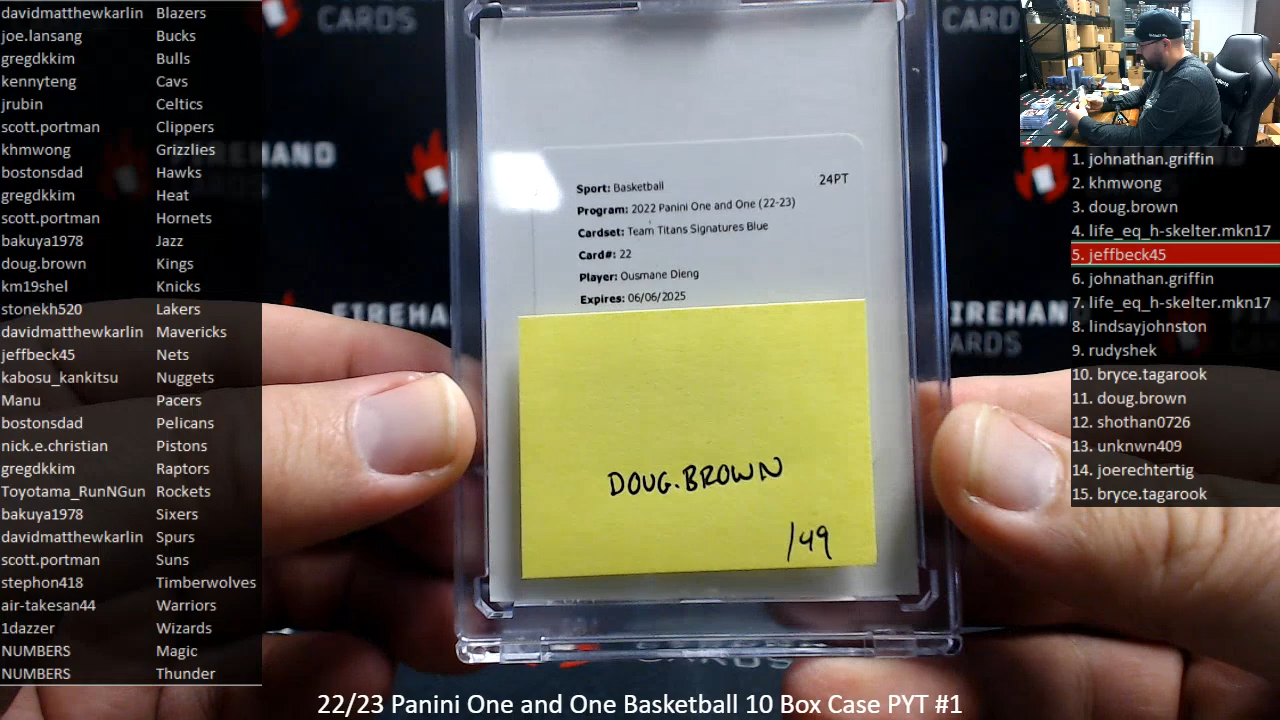 davidmatthewkarlin Blazers
joe.lansang Bucks
gregdkkim Bulls
kennyteng Cavs
jrubin Celtics
scott.portman Clippers
khmwong Grizzlies
bostonsdad Hawks
gregdkkim Heat
scott.portman Hornets
bakuya1978 Jazz
doug.brown Kings
km19shel Knicks
stonekh520 Lakers
davidmatthewkarlin Mavericks
jeffbeck45 Nets
kabosu_kankitsu Nuggets
Manu Pacers
bostonsdad Pelicans
nick.e.christian Pistons
gregdkkim Raptors
Toyotama_RunNGun Rockets
bakuya1978 Sixers
davidmatthewkarlin Spurs
scott.portman Suns
stephon418 Timberwolves
air-takesan44 Warriors
1dazzer Wizards
NUMBERS Magic
NUMBERS Thunder
CARDS
Sport: Basketball 24PT
Program: 2022 Panini One and One (22-23)
Cardset: Team Titans Signatures Blue
Card#: 22
Player: Ousmane Dieng
Expires: 06/06/2025
DOUG.BROWN
/49
FIREHAND
CARDS
1. johnathan.griffin
2. khmwong
3. doug.brown
4. life_eq_h-skelter.mkn17
5. jeffbeck45
6. johnathan.griffin
7. life_eq_h-skelter.mkn17
8. lindsayjohnston
9. rudyshek
10. bryce.tagarook
11. doug.brown
12. shothan0726
13. unknwn409
14. joerechtertig
15. bryce.tagarook
22/23 Panini One and One Basketball 10 Box Case PYT #1